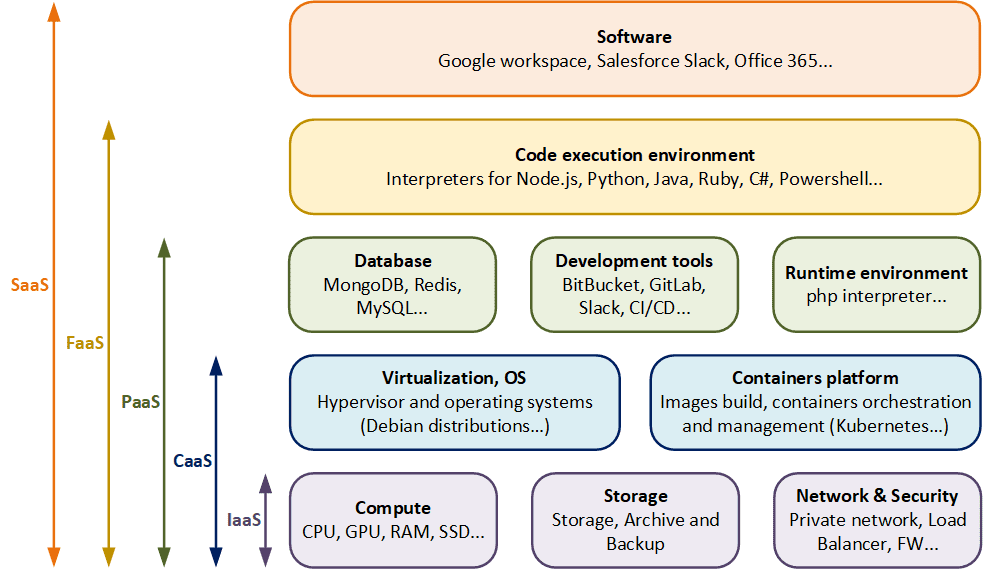 Software
Google workspace, Salesforce Slack, Office 365...
Code execution environment
Interpreters for Node.js, Python, Java, Ruby, C#, Powershell...
Database
MongoDB, Redis,
MySQL...
Development tools
BitBucket, GitLab,
Slack, CI/CD...
Runtime environment
php interpreter...
SaaS
FaaS
PaaS
Virtualization, OS
Hypervisor and operating systems
(Debian distributions...)
Containers platform
Images build, containers orchestration
and management (Kubernetes...)
CaaS
IaaS
Compute
CPU, GPU, RAM, SSD...
Storage
Storage, Archive and
Backup
Network & Security
Private network, Load
Balancer, FW...